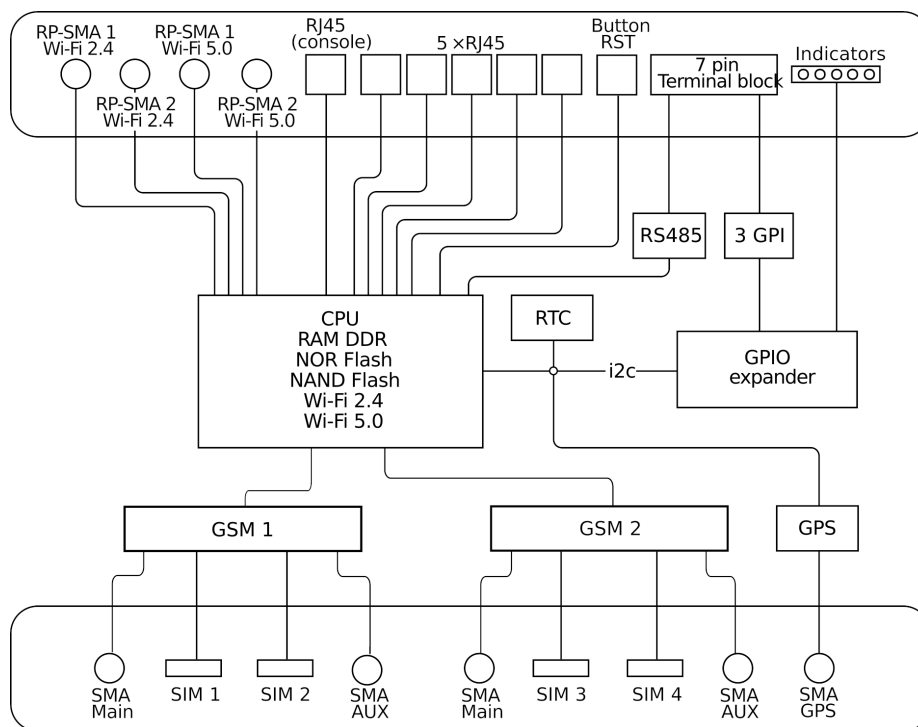 RP-SMA 1
Wi-Fi 2.4
RP-SMA 1
Wi-Fi 5.0
RP-SMA 2
Wi-Fi 2.4
RP-SMA 2
Wi-Fi 5.0
RJ45
(console)
5 ×RJ45
Button
RST
7 pin
Terminal block
Indicators
RS485
3 GPI
CPU
RAM DDR
NOR Flash
NAND Flash
Wi-Fi 2.4
Wi-Fi 5.0
RTC
i2c
GPIO
expander
GSM 1
GSM 2
GPS
SMA
Main
SIM 1
SIM 2
SMA
AUX
SMA
Main
SIM 3
SIM 4
SMA
AUX
SMA
GPS